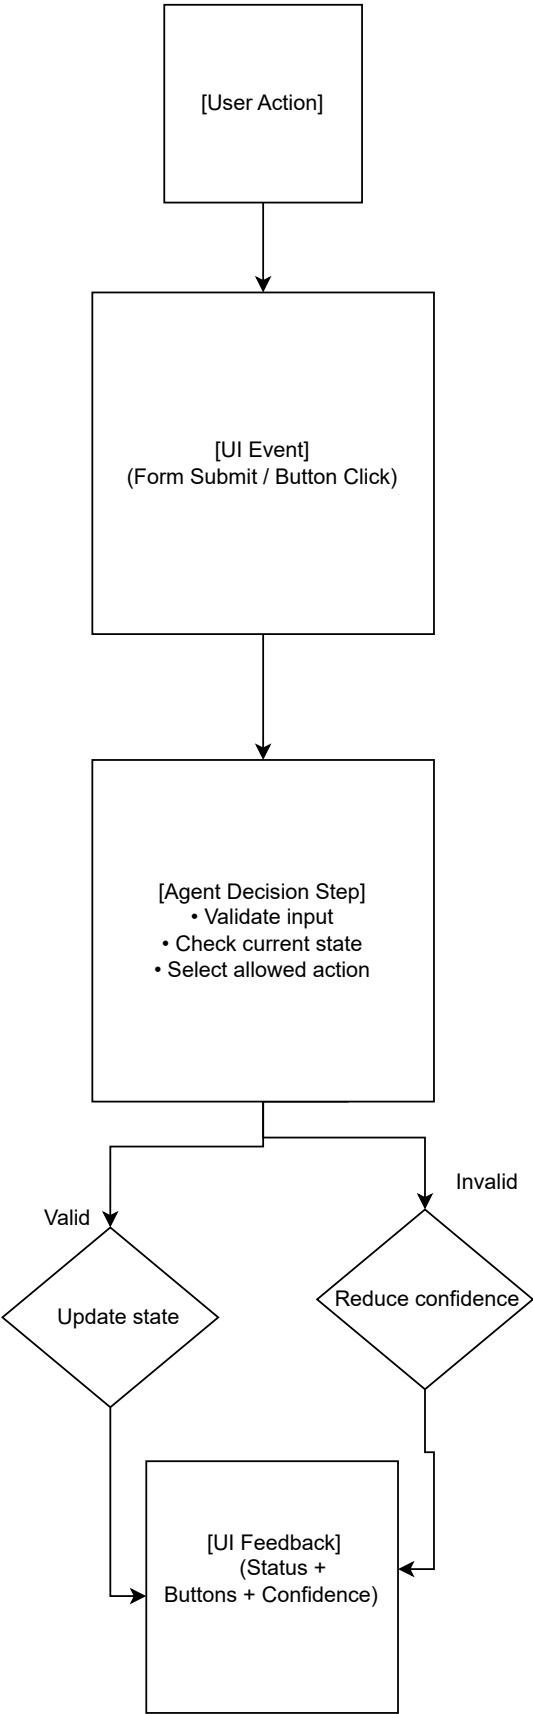 [User Action]
[UI Event]
(Form Submit / Button Click)
[Agent Decision Step]
• Validate input
• Check current state
• Select allowed action
Invalid
Valid
Update state
Reduce confidence
[UI Feedback]
(Status +
Buttons + Confidence)